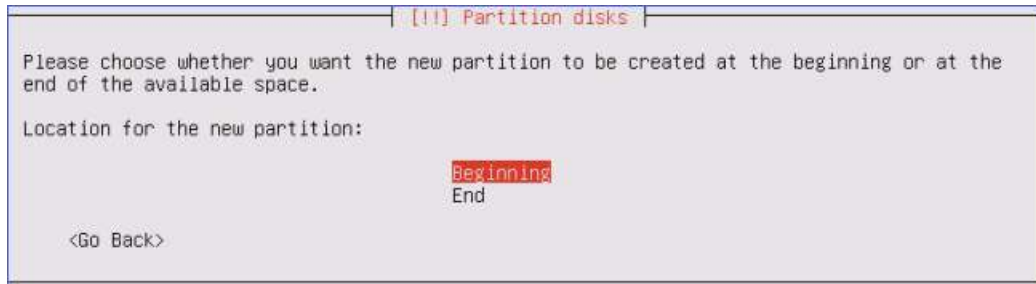 [!!] Partition disks
Please choose whether you want the new partition to be created at the beginning or at the
end of the available space.
Location for the new partition:
Beginning
End
<Go Back>